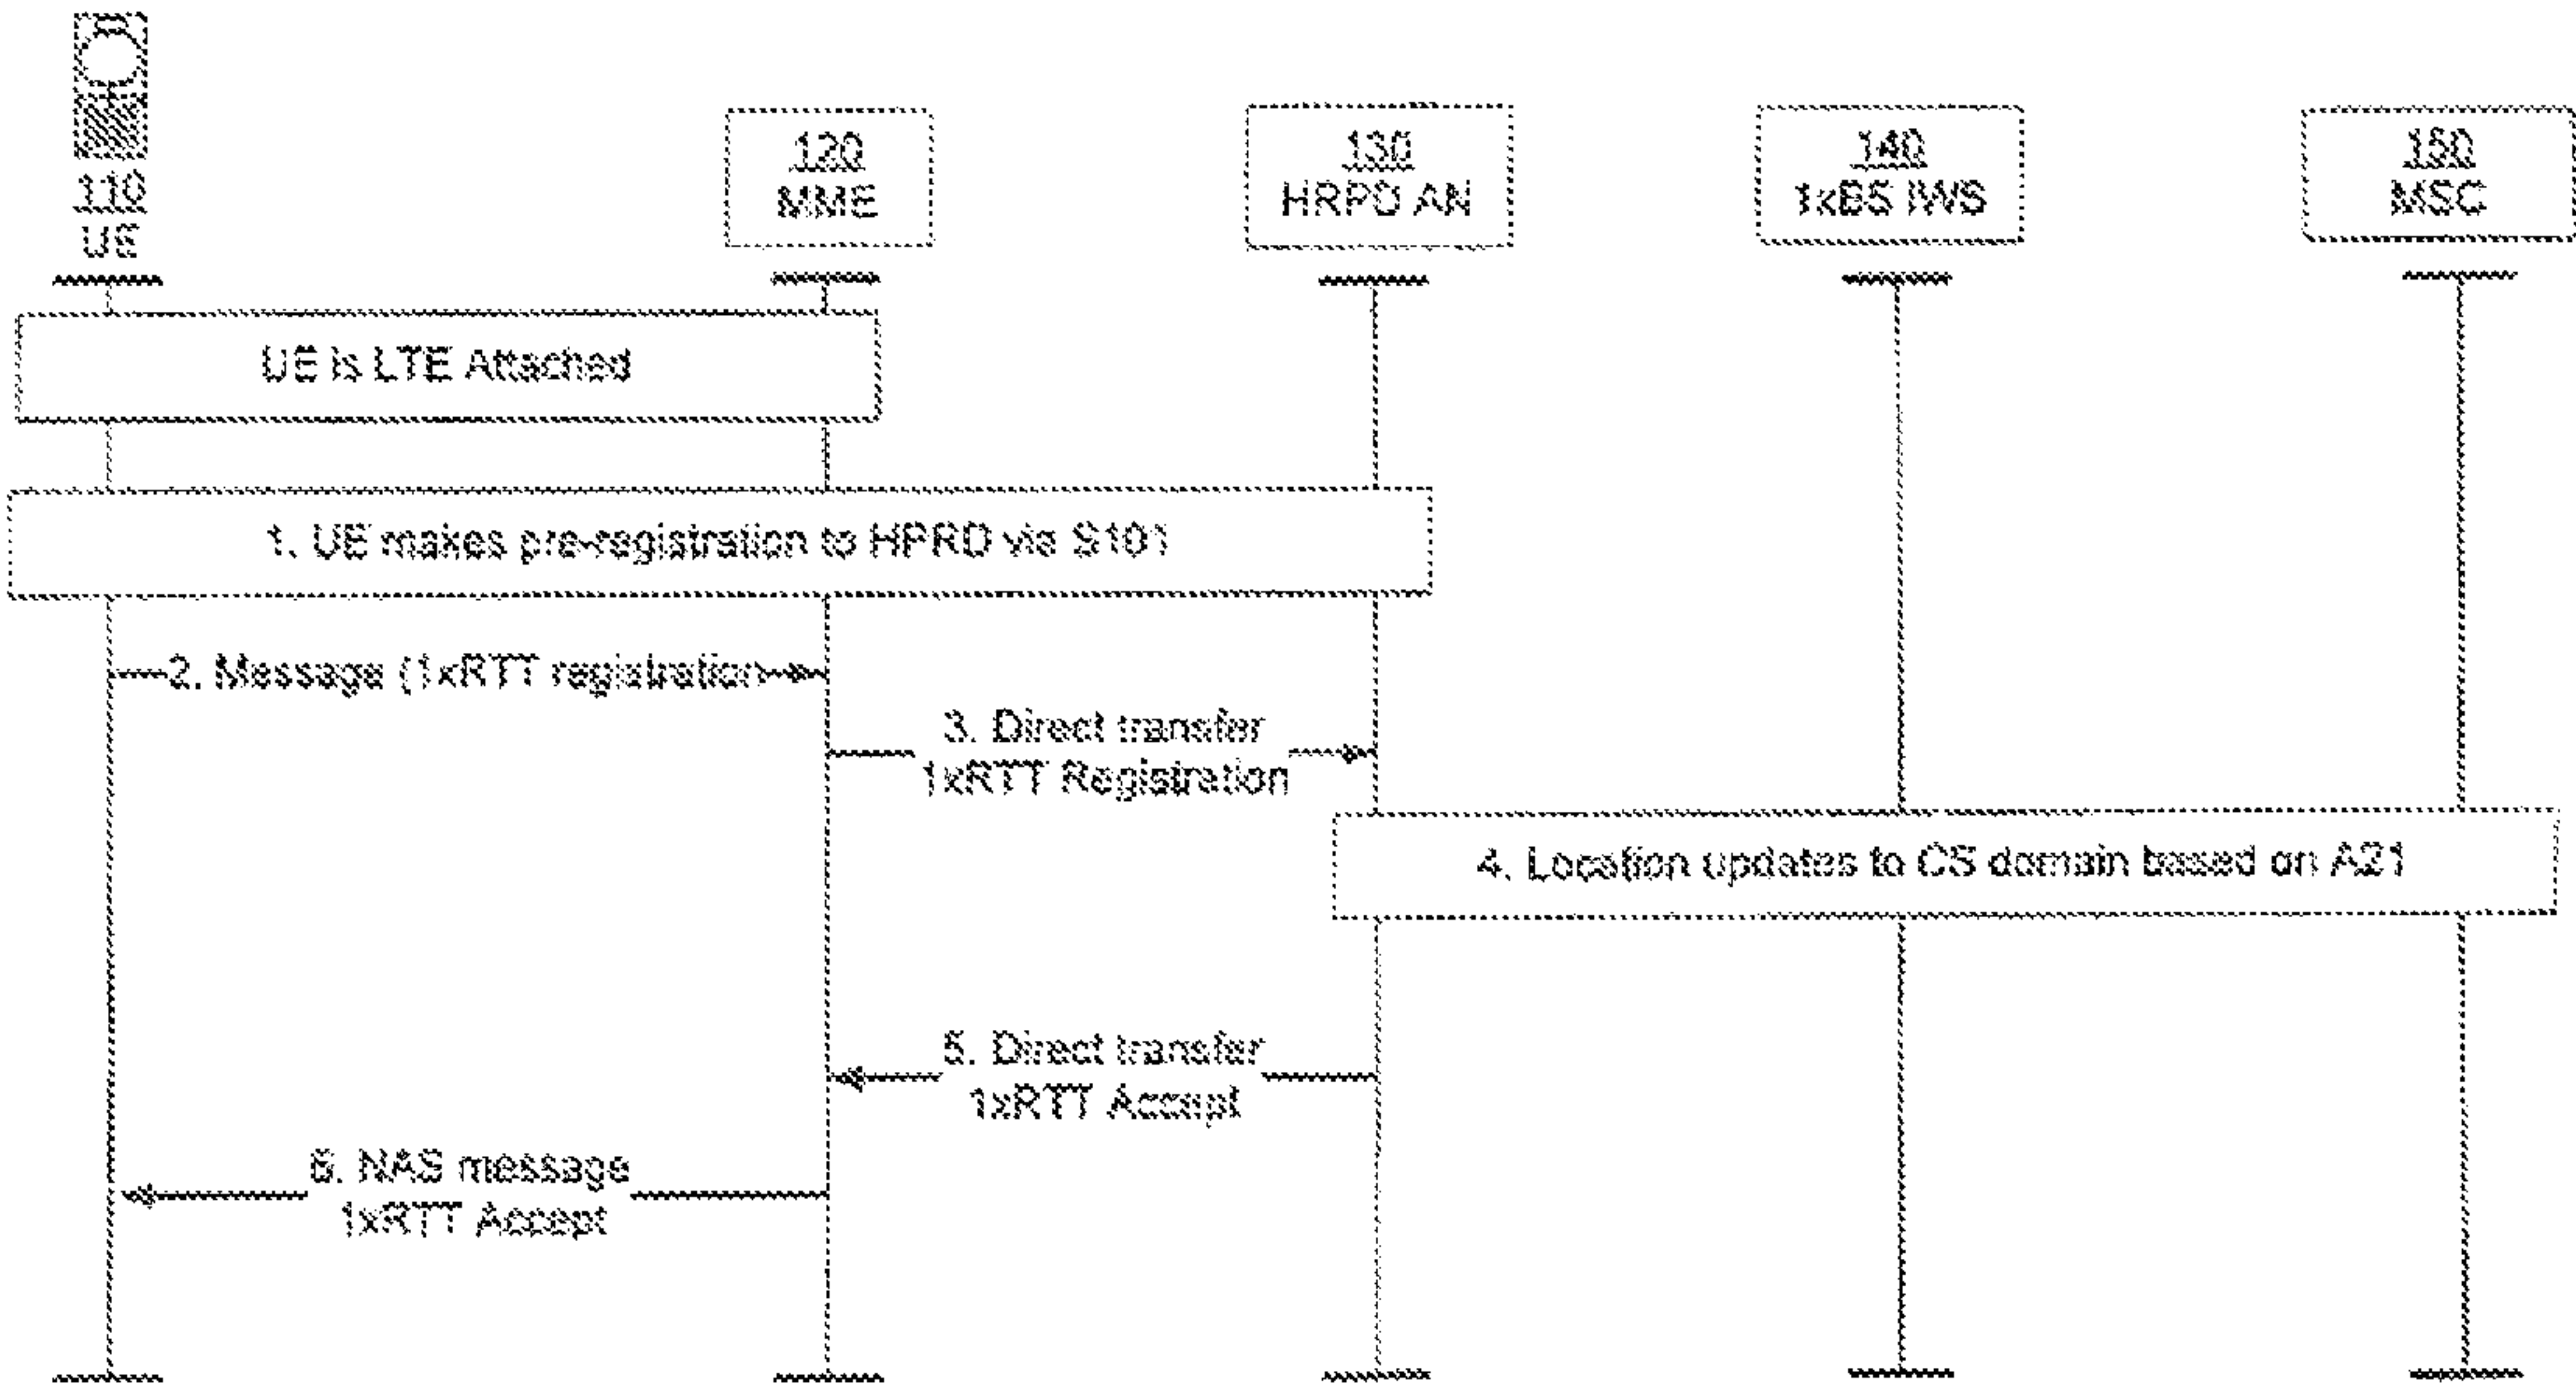 110
UE
120
MME
130
HRPD AN
140
1xBS IWS
150
MSC
UE is LTE Attached
1. UE makes pre-registration to HPRD via S101
2. Message (1xRTT registration
3. Direct transfer
1xRTT Registration
4. Location updates to CS domain based on A21
5. Direct transfer
1xRTT Accept
6. NAS message
1xRTT Accept